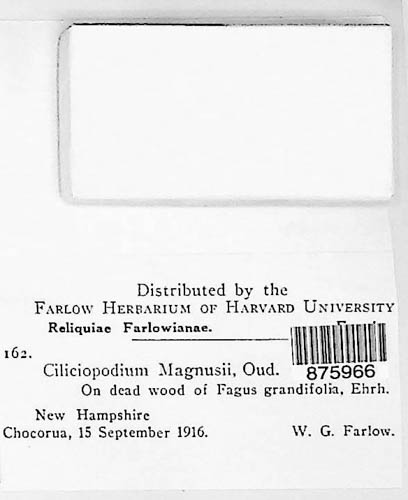 Distributed by the
FARLOW HERBARIUM OF HARVARD UNIVERSITY
Reliquiae Farlowianae.
162.
875966
Ciliciopodium Magnusii, Oud.
On dead wood of Fagus grandifolia, Ehrh.
New Hampshire
Chocorua, 15 September 1916. W. G. Farlow.